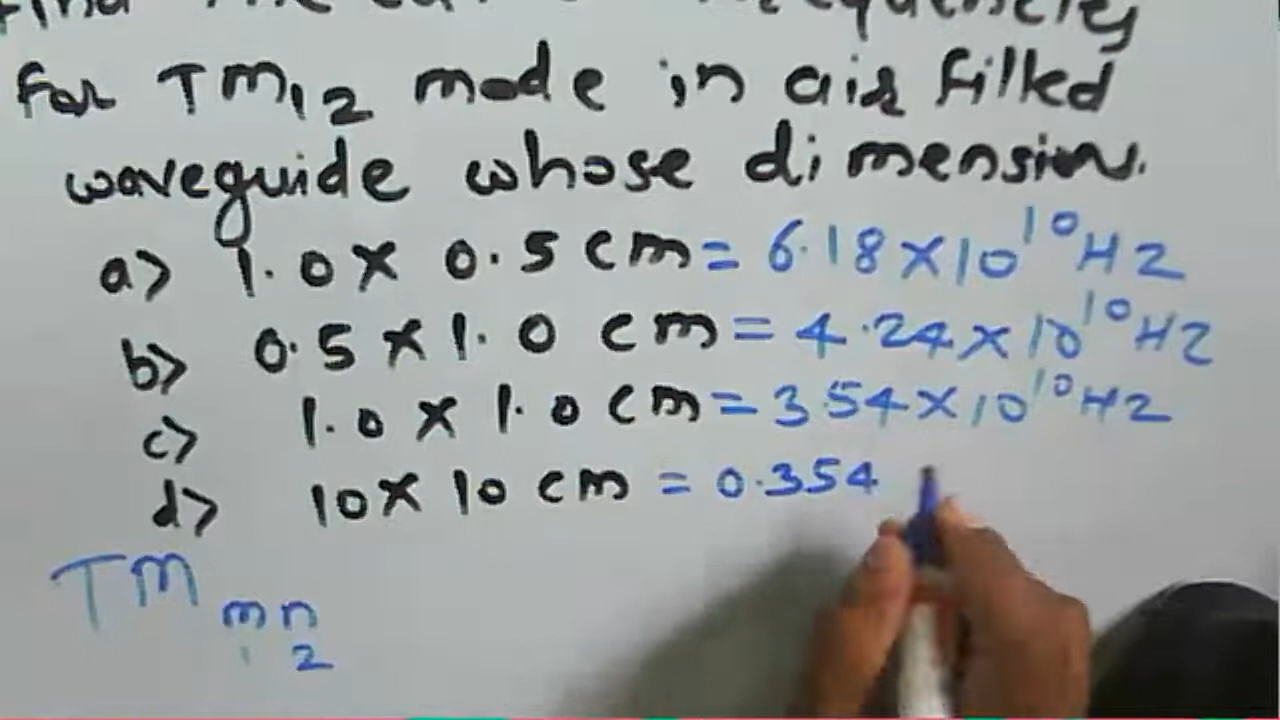 for TM12 mode in air filled
waveguide whose dimension.
a> 1.0 x 0.5 cm = 6.18 x 10^10 Hz
b> 0.5 x 1.0 cm = 4.24 x 10^10 Hz
c> 1.0 x 1.0 cm = 3.54 x 10^10 Hz
d> 10 x 10 cm = 0.354
TM mn
1 2